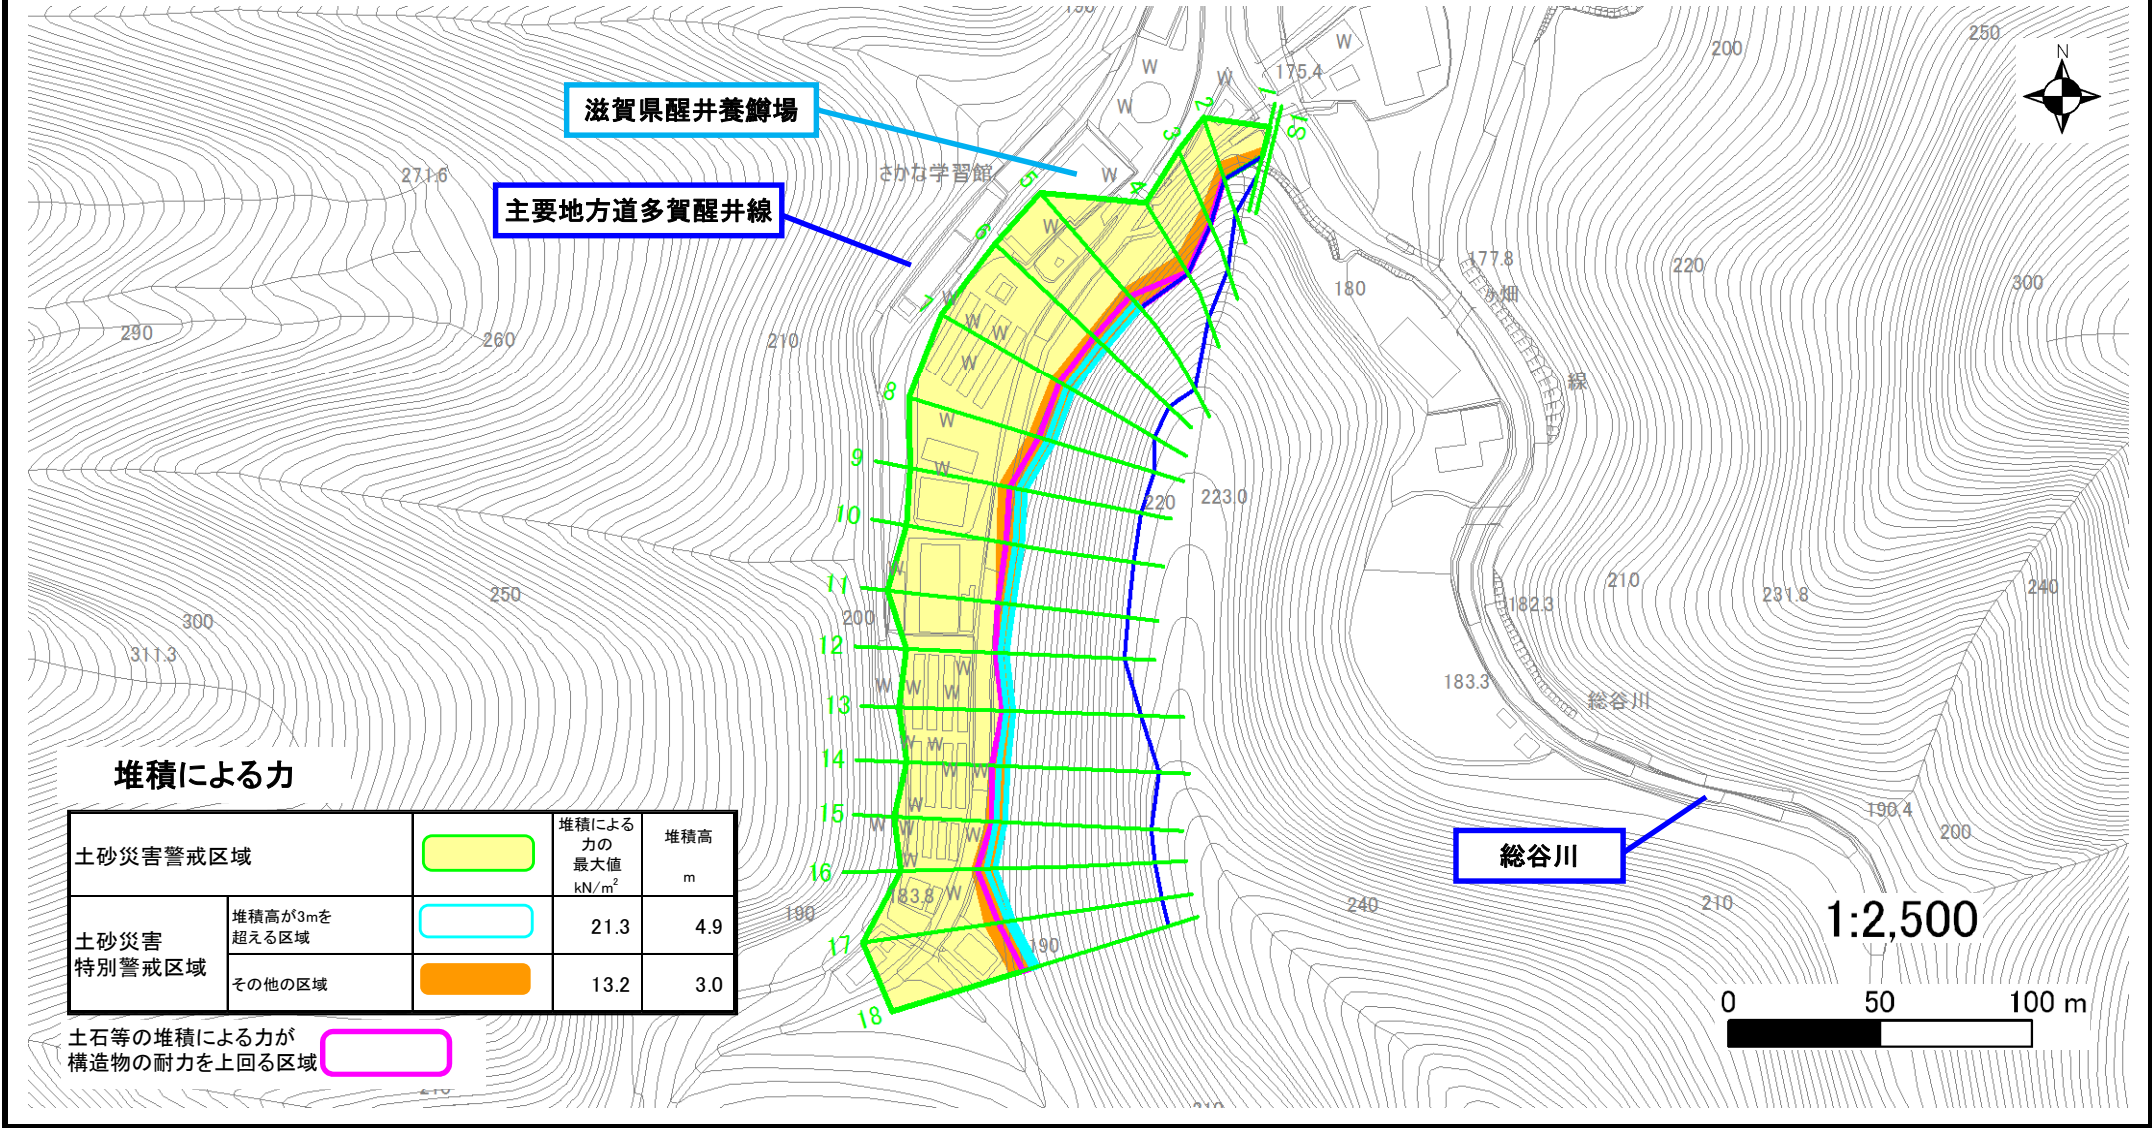 190
250
N
W
200
W
175.4
W
W
滋賀県醒井養鱒場
1
2
S1
3
271.6
さかな学習館
W
4
5
主要地方道多賀醒井線
W
6
177.8
220
畑
180
300
7
W
W
W
290
260
210
W
線
8
W
9
W
220
223.0
10
W
250
11
210
231.8
240
182.3
300
200
12
311.3
W
W
W
W
183.3
総谷川
13
W
W
14
W
W
堆積による力
W
190.4
200
15
W
W
W
W
総谷川
16
183.8
W
190
240
210
1:2,500
17
190
18
土砂災害警戒区域
堆積による
力の
最大値
kN/m²
堆積高
m
土砂災害
特別警戒区域
堆積高が3mを
超える区域
21.3
4.9
その他の区域
13.2
3.0
0
50
100 m
土石等の堆積による力が
構造物の耐力を上回る区域
210
210